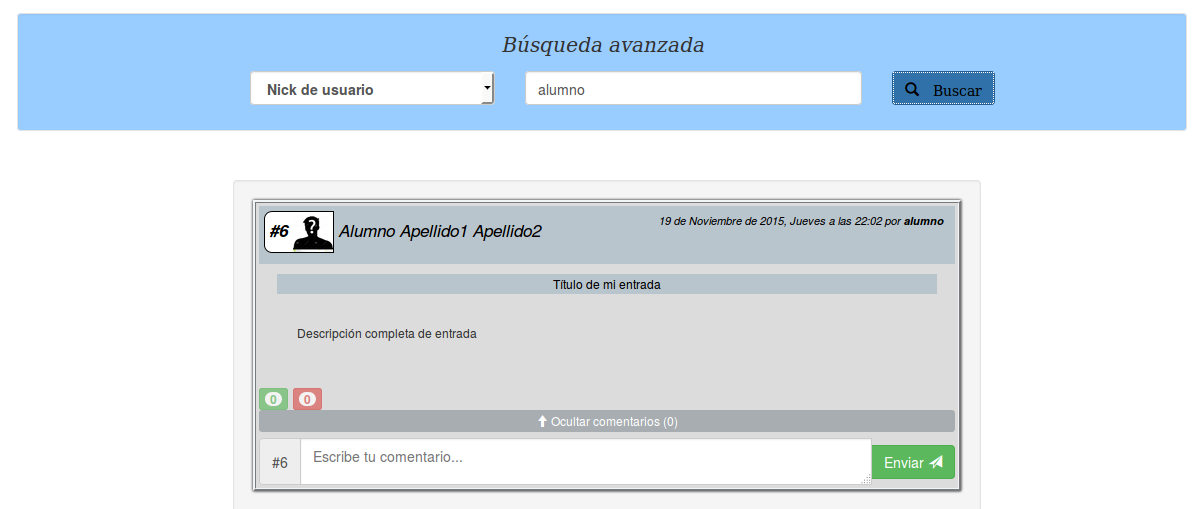 Búsqueda avanzada
Nick de usuario
alumno
Buscar
#6
?
Alumno Apellido1 Apellido2
19 de Noviembre de 2015, Jueves a las 22:02 por alumno
Título de mi entrada
Descripción completa de entrada
0 0
Ocultar comentarios (0)
#6
Escribe tu comentario...
Enviar